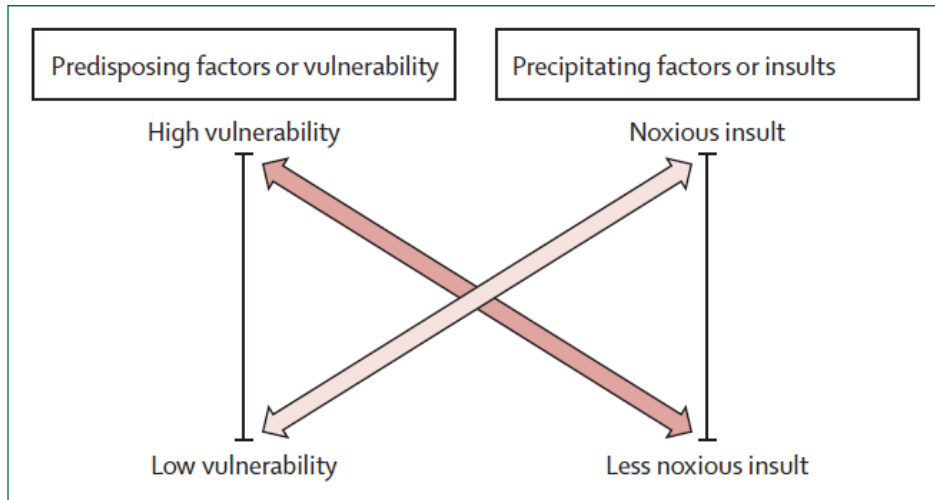 Predisposing factors or vulnerability
Precipitating factors or insults
High vulnerability
Noxious insult
Low vulnerability
Less noxious insult